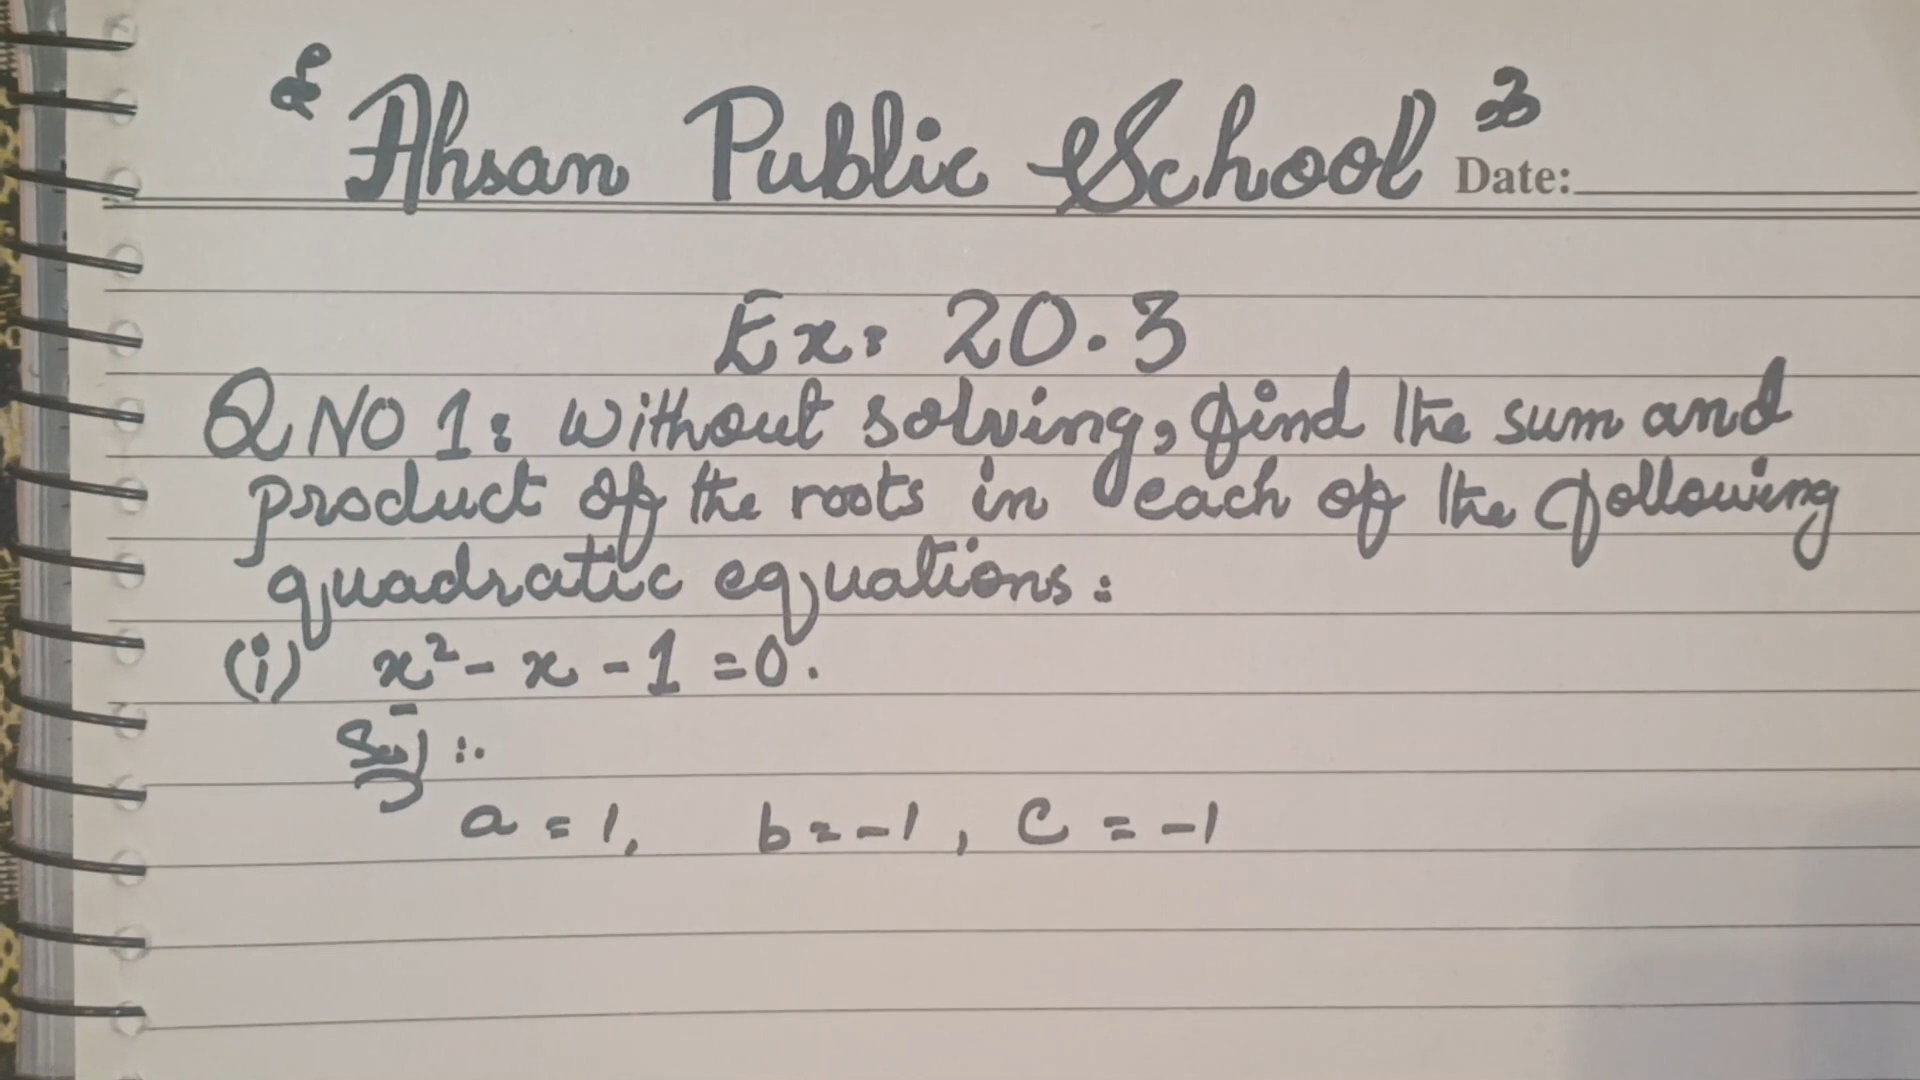 Ahsan Public School
Date:
Ex: 20.3
Q NO 1: Without solving, find the sum and
product of the roots in each of the following
quadratic equations:
(i) x² - x - 1 = 0.
Sol:.
a = 1, b = -1, c = -1